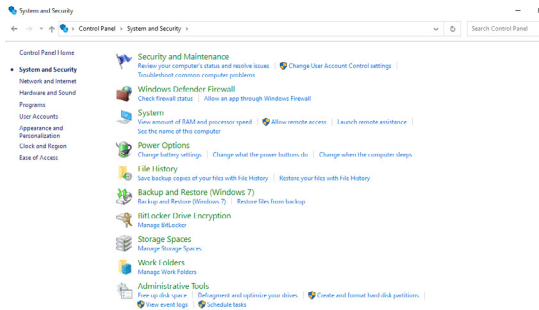 System and Security
Control Panel > System and Security >
Search Control Panel
Control Panel Home
System and Security
Network and Internet
Hardware and Sound
Programs
User Accounts
Appearance and
Personalization
Clock and Region
Ease of Access
Security and Maintenance
Review your computer's status and resolve issues
Change User Account Control settings
Troubleshoot common computer problems
Windows Defender Firewall
Check firewall status
Allow an app through Windows Firewall
System
View amount of RAM and processor speed
Allow remote access
Launch remote assistance
See the name of this computer
Power Options
Change battery settings
Change what the power buttons do
Change when the computer sleeps
File History
Save backup copies of your files with File History
Restore your files with File History
Backup and Restore (Windows 7)
Backup and Restore (Windows 7)
Restore files from backup
BitLocker Drive Encryption
Manage BitLocker
Storage Spaces
Manage Storage Spaces
Work Folders
Manage Work Folders
Administrative Tools
Free up disk space
Defragment and optimize your drives
Create and format hard disk partitions
View event logs
Schedule tasks